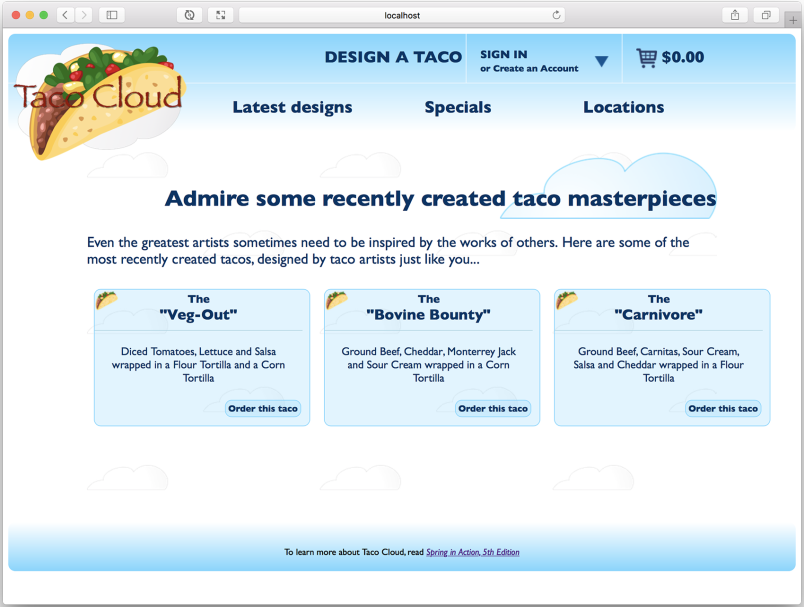 localhost
DESIGN A TACO
SIGN IN
or Create an Account
$0.00
Taco Cloud
Latest designs
Specials
Locations
Admire some recently created taco masterpieces
Even the greatest artists sometimes need to be inspired by the works of others. Here are some of the
most recently created tacos, designed by taco artists just like you...
The
"Veg-Out"
Diced Tomatoes, Lettuce and Salsa
wrapped in a Flour Tortilla and a Corn
Tortilla
Order this taco
The
"Bovine Bounty"
Ground Beef, Cheddar, Monterrey Jack
and Sour Cream wrapped in a Corn
Tortilla
Order this taco
The
"Carnivore"
Ground Beef, Carnitas, Sour Cream,
Salsa and Cheddar wrapped in a Flour
Tortilla
Order this taco
To learn more about Taco Cloud, read Spring in Action, 5th Edition